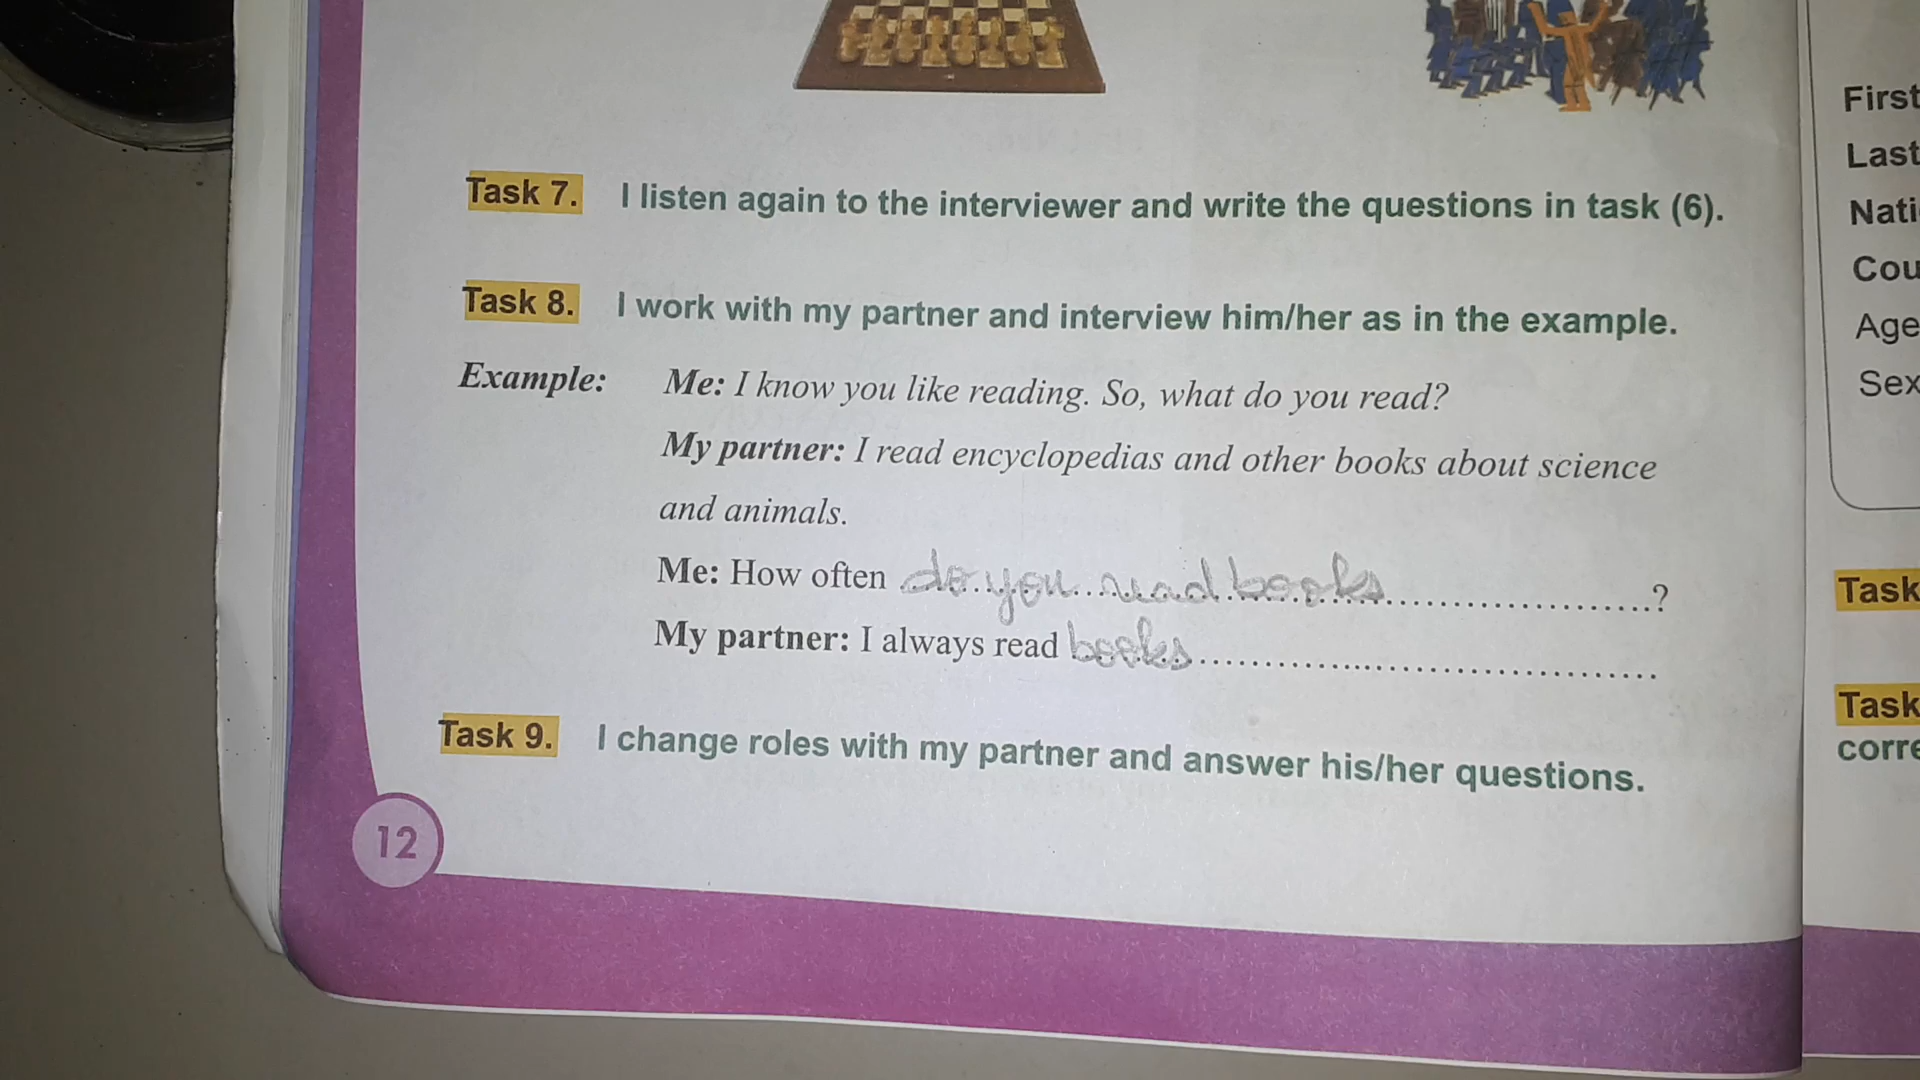 Task 7. I listen again to the interviewer and write the questions in task (6).
Task 8. I work with my partner and interview him/her as in the example.
Example: Me: I know you like reading. So, what do you read?
My partner: I read encyclopedias and other books about science
and animals.
Me: How often do you read books ?
My partner: I always read books
Task 9. I change roles with my partner and answer his/her questions.
12
First
Last
Nati
Cou
Age
Sex
Task
Task
corre